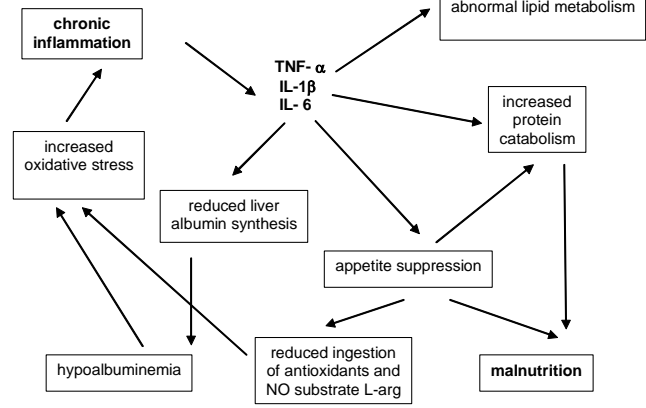 abnormal lipid metabolism
chronic
inflammation
TNF- α
IL-1β
IL- 6
increased
protein
catabolism
increased
oxidative stress
reduced liver
albumin synthesis
appetite suppression
hypoalbuminemia
reduced ingestion
of antioxidants and
NO substrate L-arg
malnutrition